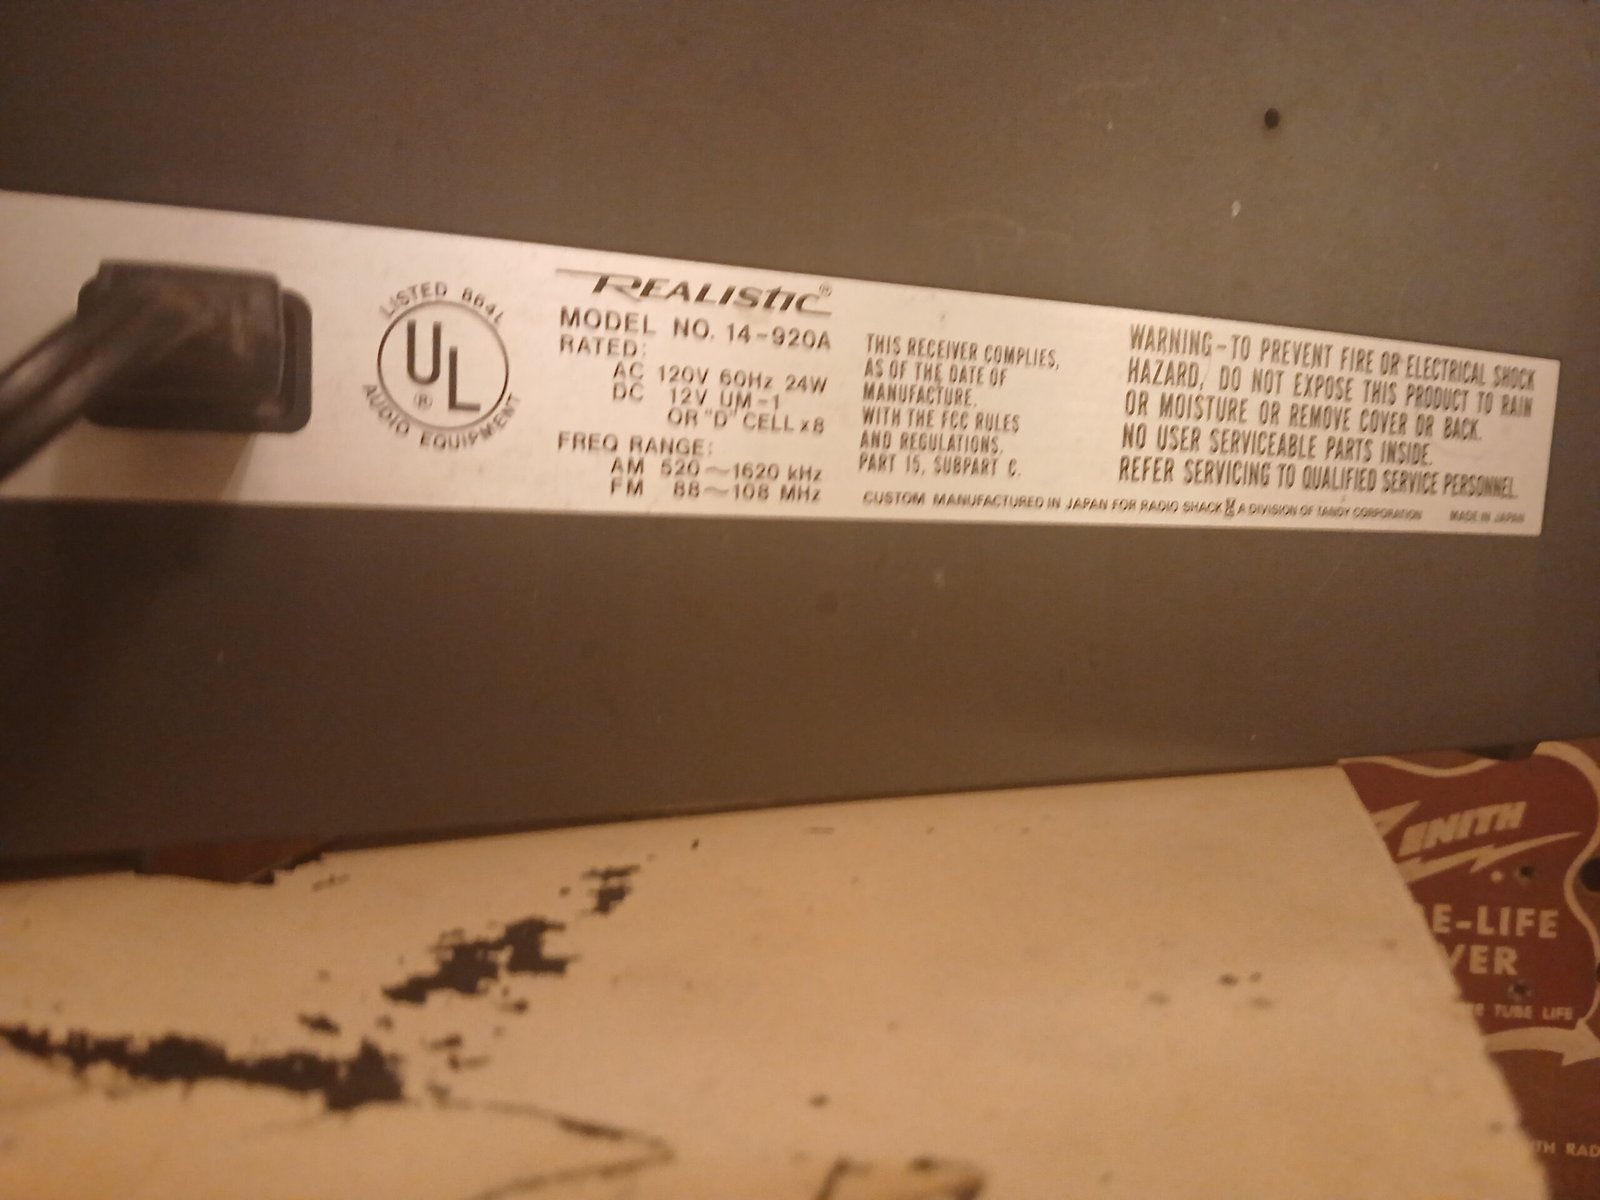 LISTED 864L
UL®
AUDIO EQUIPMENT
REALISTIC®
MODEL NO. 14-920A
RATED:
AC 120V 60Hz 24W
DC 12V UM-1
OR "D" CELL x8
FREQ RANGE:
AM 520~1620 kHz
FM 88~108 MHz
THIS RECEIVER COMPLIES,
AS OF THE DATE OF
MANUFACTURE,
WITH THE FCC RULES
AND REGULATIONS,
PART 15, SUBPART C.
WARNING-TO PREVENT FIRE OR ELECTRICAL SHOCK
HAZARD, DO NOT EXPOSE THIS PRODUCT TO RAIN
OR MOISTURE OR REMOVE COVER OR BACK.
NO USER SERVICEABLE PARTS INSIDE.
REFER SERVICING TO QUALIFIED SERVICE PERSONNEL.
CUSTOM MANUFACTURED IN JAPAN FOR RADIO SHACK A DIVISION OF TANDY CORPORATION MADE IN JAPAN
ZENITH
E-LIFE
VER
TUBE LIFE
TH RAD